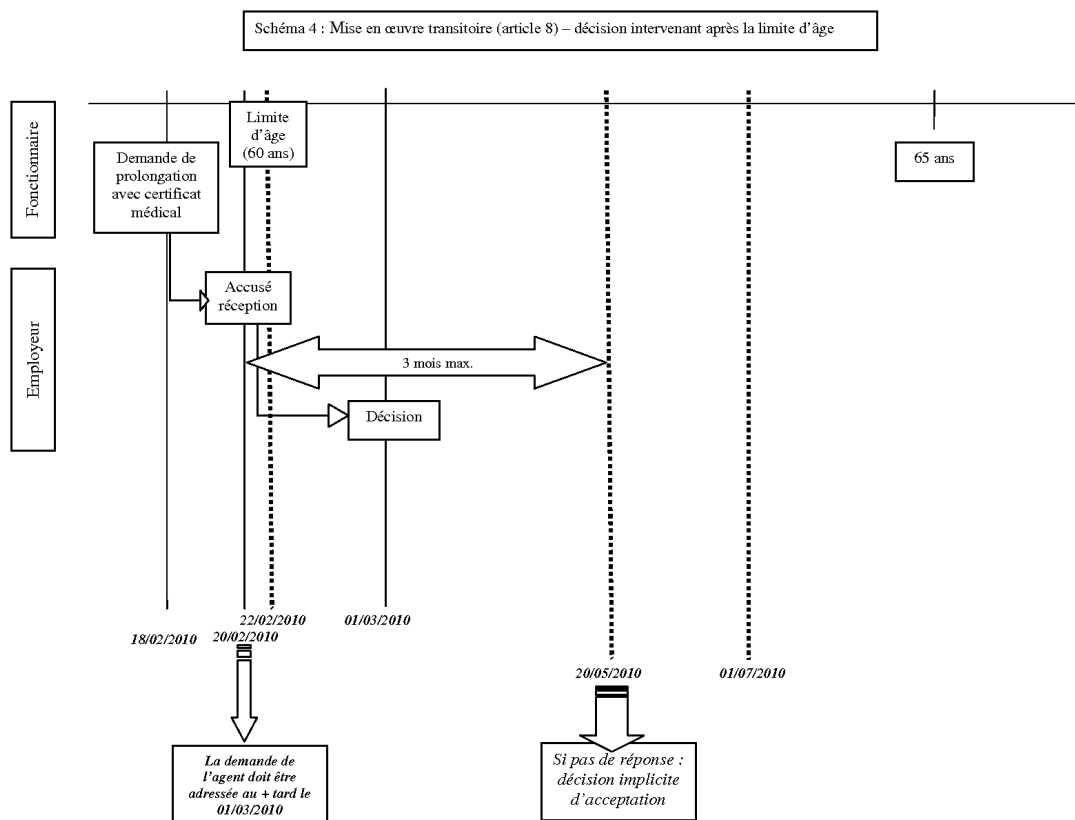 Schéma 4 : Mise en œuvre transitoire (article 8) – décision intervenant après la limite d'âge
Fonctionnaire
Limite
d'âge
(60 ans)
Demande de
prolongation
avec certificat
médical
65 ans
Employeur
Accusé
réception
3 mois max.
Décision
18/02/2010
20/02/2010
22/02/2010
01/03/2010
20/05/2010
01/07/2010
La demande de
l'agent doit être
adressée au + tard le
01/03/2010
Si pas de réponse :
décision implicite
d'acceptation